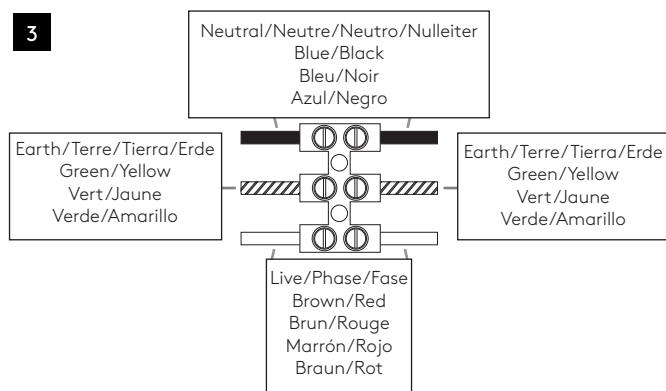 3
Neutral/Neutre/Neutro/Nulleiter
Blue/Black
Bleu/Noir
Azul/Negro
Earth/Terre/Tierra/Erde
Green/Yellow
Vert/Jaune
Verde/Amarillo
Earth/Terre/Tierra/Erde
Green/Yellow
Vert/Jaune
Verde/Amarillo
Live/Phase/Fase
Brown/Red
Brun/Rouge
Marrón/Rojo
Braun/Rot